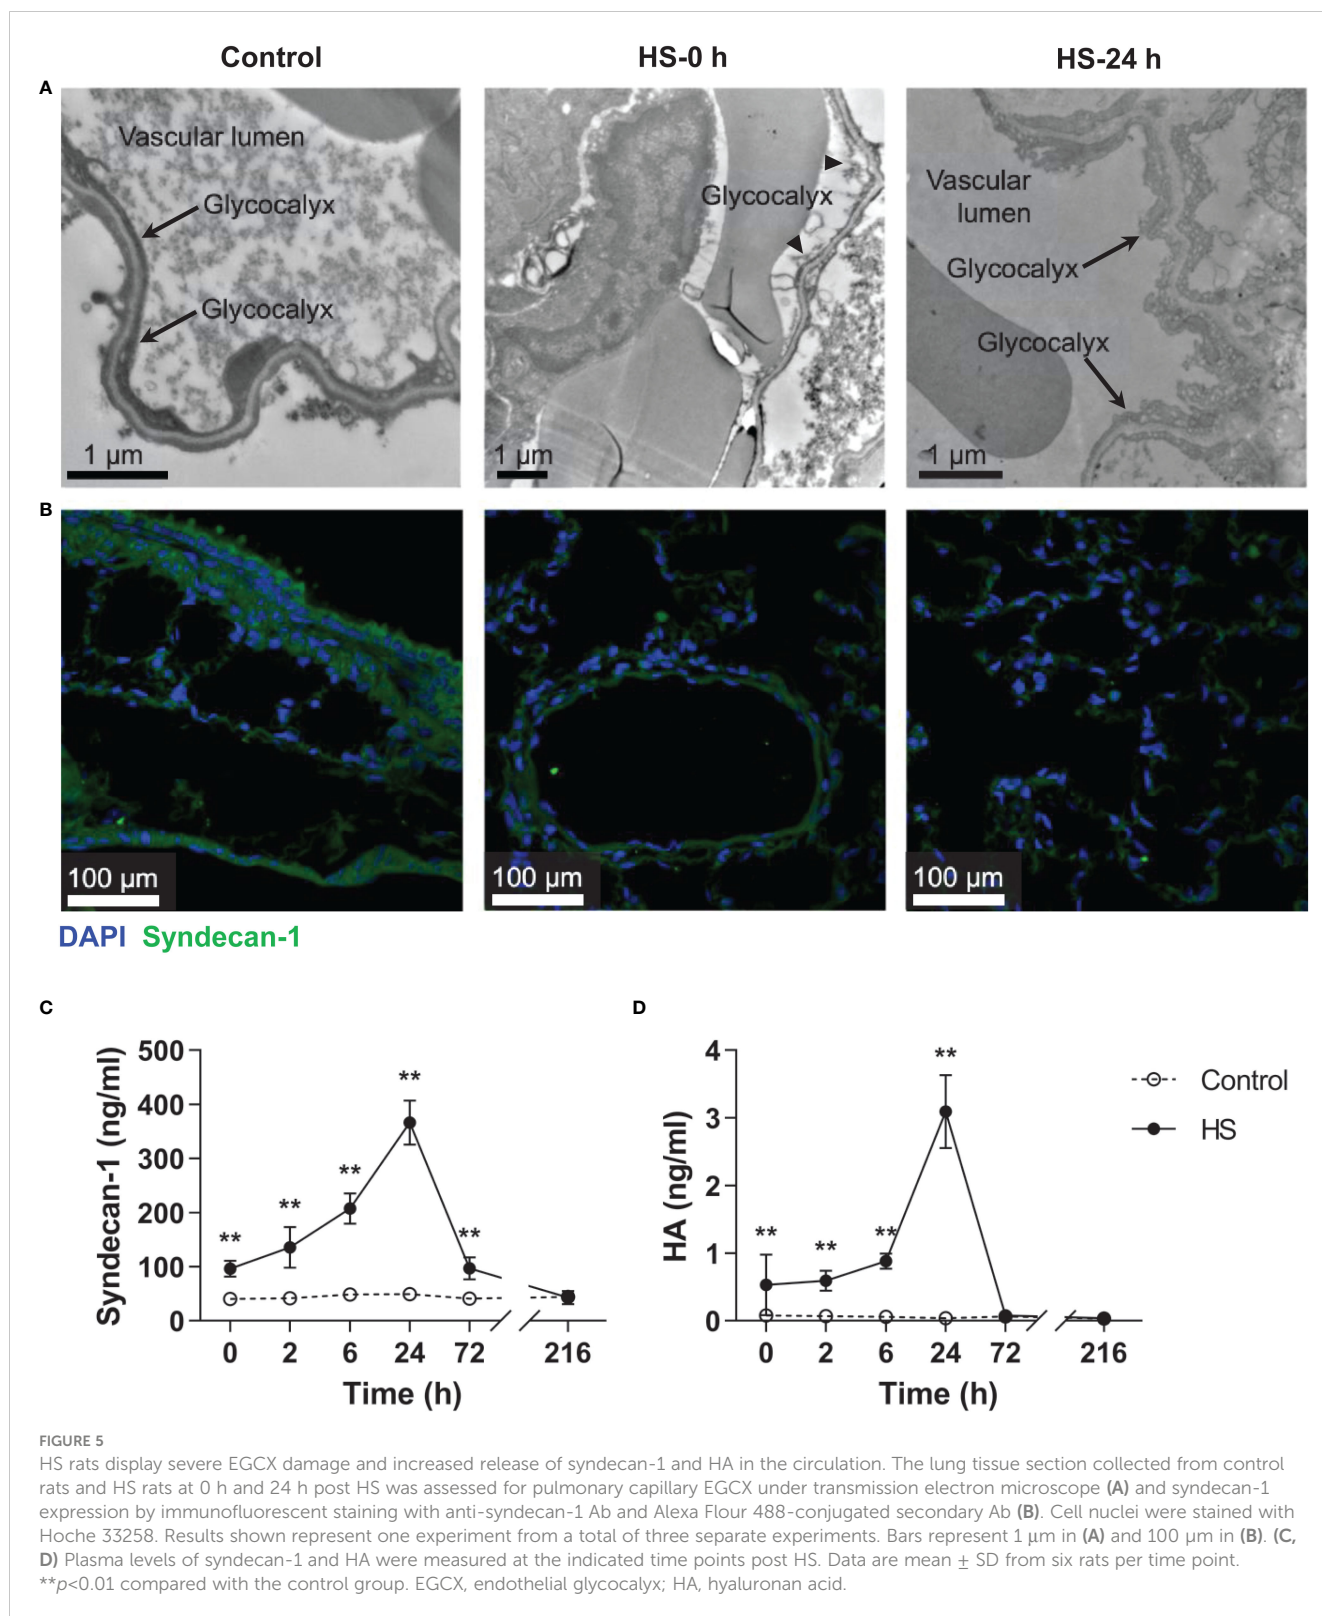 Control
HS-0 h
HS-24 h
A
Vascular lumen
Glycocalyx
Glycocalyx
1 µm
Glycocalyx
1 µm
Vascular
lumen
Glycocalyx
Glycocalyx
1 µm
B
100 µm
100 µm
100 µm
DAPI Syndecan-1
C
Syndecan-1 (ng/ml)
500
400
300
200
100
0
**
**
**
**
**
0 2 6 24 72 216
Time (h)
D
HA (ng/ml)
4
3
2
1
0
**
**
**
**
0 2 6 24 72 216
Time (h)
Control
HS
FIGURE 5
HS rats display severe EGCX damage and increased release of syndecan-1 and HA in the circulation. The lung tissue section collected from control
rats and HS rats at 0 h and 24 h post HS was assessed for pulmonary capillary EGCX under transmission electron microscope (A) and syndecan-1
expression by immunofluorescent staining with anti-syndecan-1 Ab and Alexa Flour 488-conjugated secondary Ab (B). Cell nuclei were stained with
Hoche 33258. Results shown represent one experiment from a total of three separate experiments. Bars represent 1 µm in (A) and 100 µm in (B). (C,
D) Plasma levels of syndecan-1 and HA were measured at the indicated time points post HS. Data are mean ± SD from six rats per time point.
**p<0.01 compared with the control group. EGCX, endothelial glycocalyx; HA, hyaluronan acid.